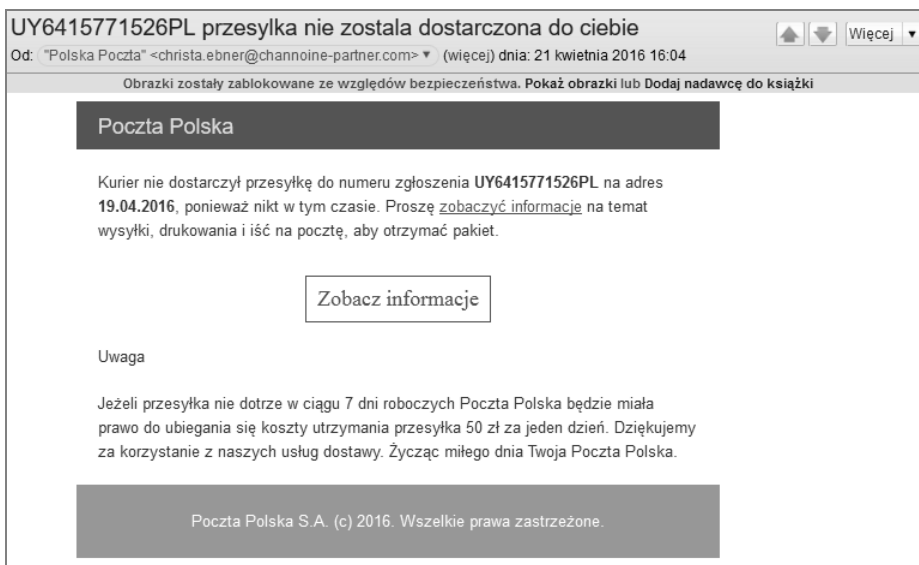 UY6415771526PL przesylka nie zostala dostarczona do ciebie
Więcej
Od: "Polska Poczta" <christa.ebner@channoine-partner.com> (więcej) dnia: 21 kwietnia 2016 16:04
Obrazki zostały zablokowane ze względów bezpieczeństwa. Pokaż obrazki lub Dodaj nadawcę do książki
Poczta Polska
Kurier nie dostarczył przesyłkę do numeru zgłoszenia UY6415771526PL na adres
19.04.2016, ponieważ nikt w tym czasie. Proszę zobaczyć informacje na temat
wysyłki, drukowania i iść na pocztę, aby otrzymać pakiet.
Zobacz informacje
Uwaga
Jeżeli przesyłka nie dotrze w ciągu 7 dni roboczych Poczta Polska będzie miała
prawo do ubiegania się koszty utrzymania przesyłka 50 zł za jeden dzień. Dziękujemy
za korzystanie z naszych usług dostawy. Życząc miłego dnia Twoja Poczta Polska.
Poczta Polska S.A. (c) 2016. Wszelkie prawa zastrzeżone.